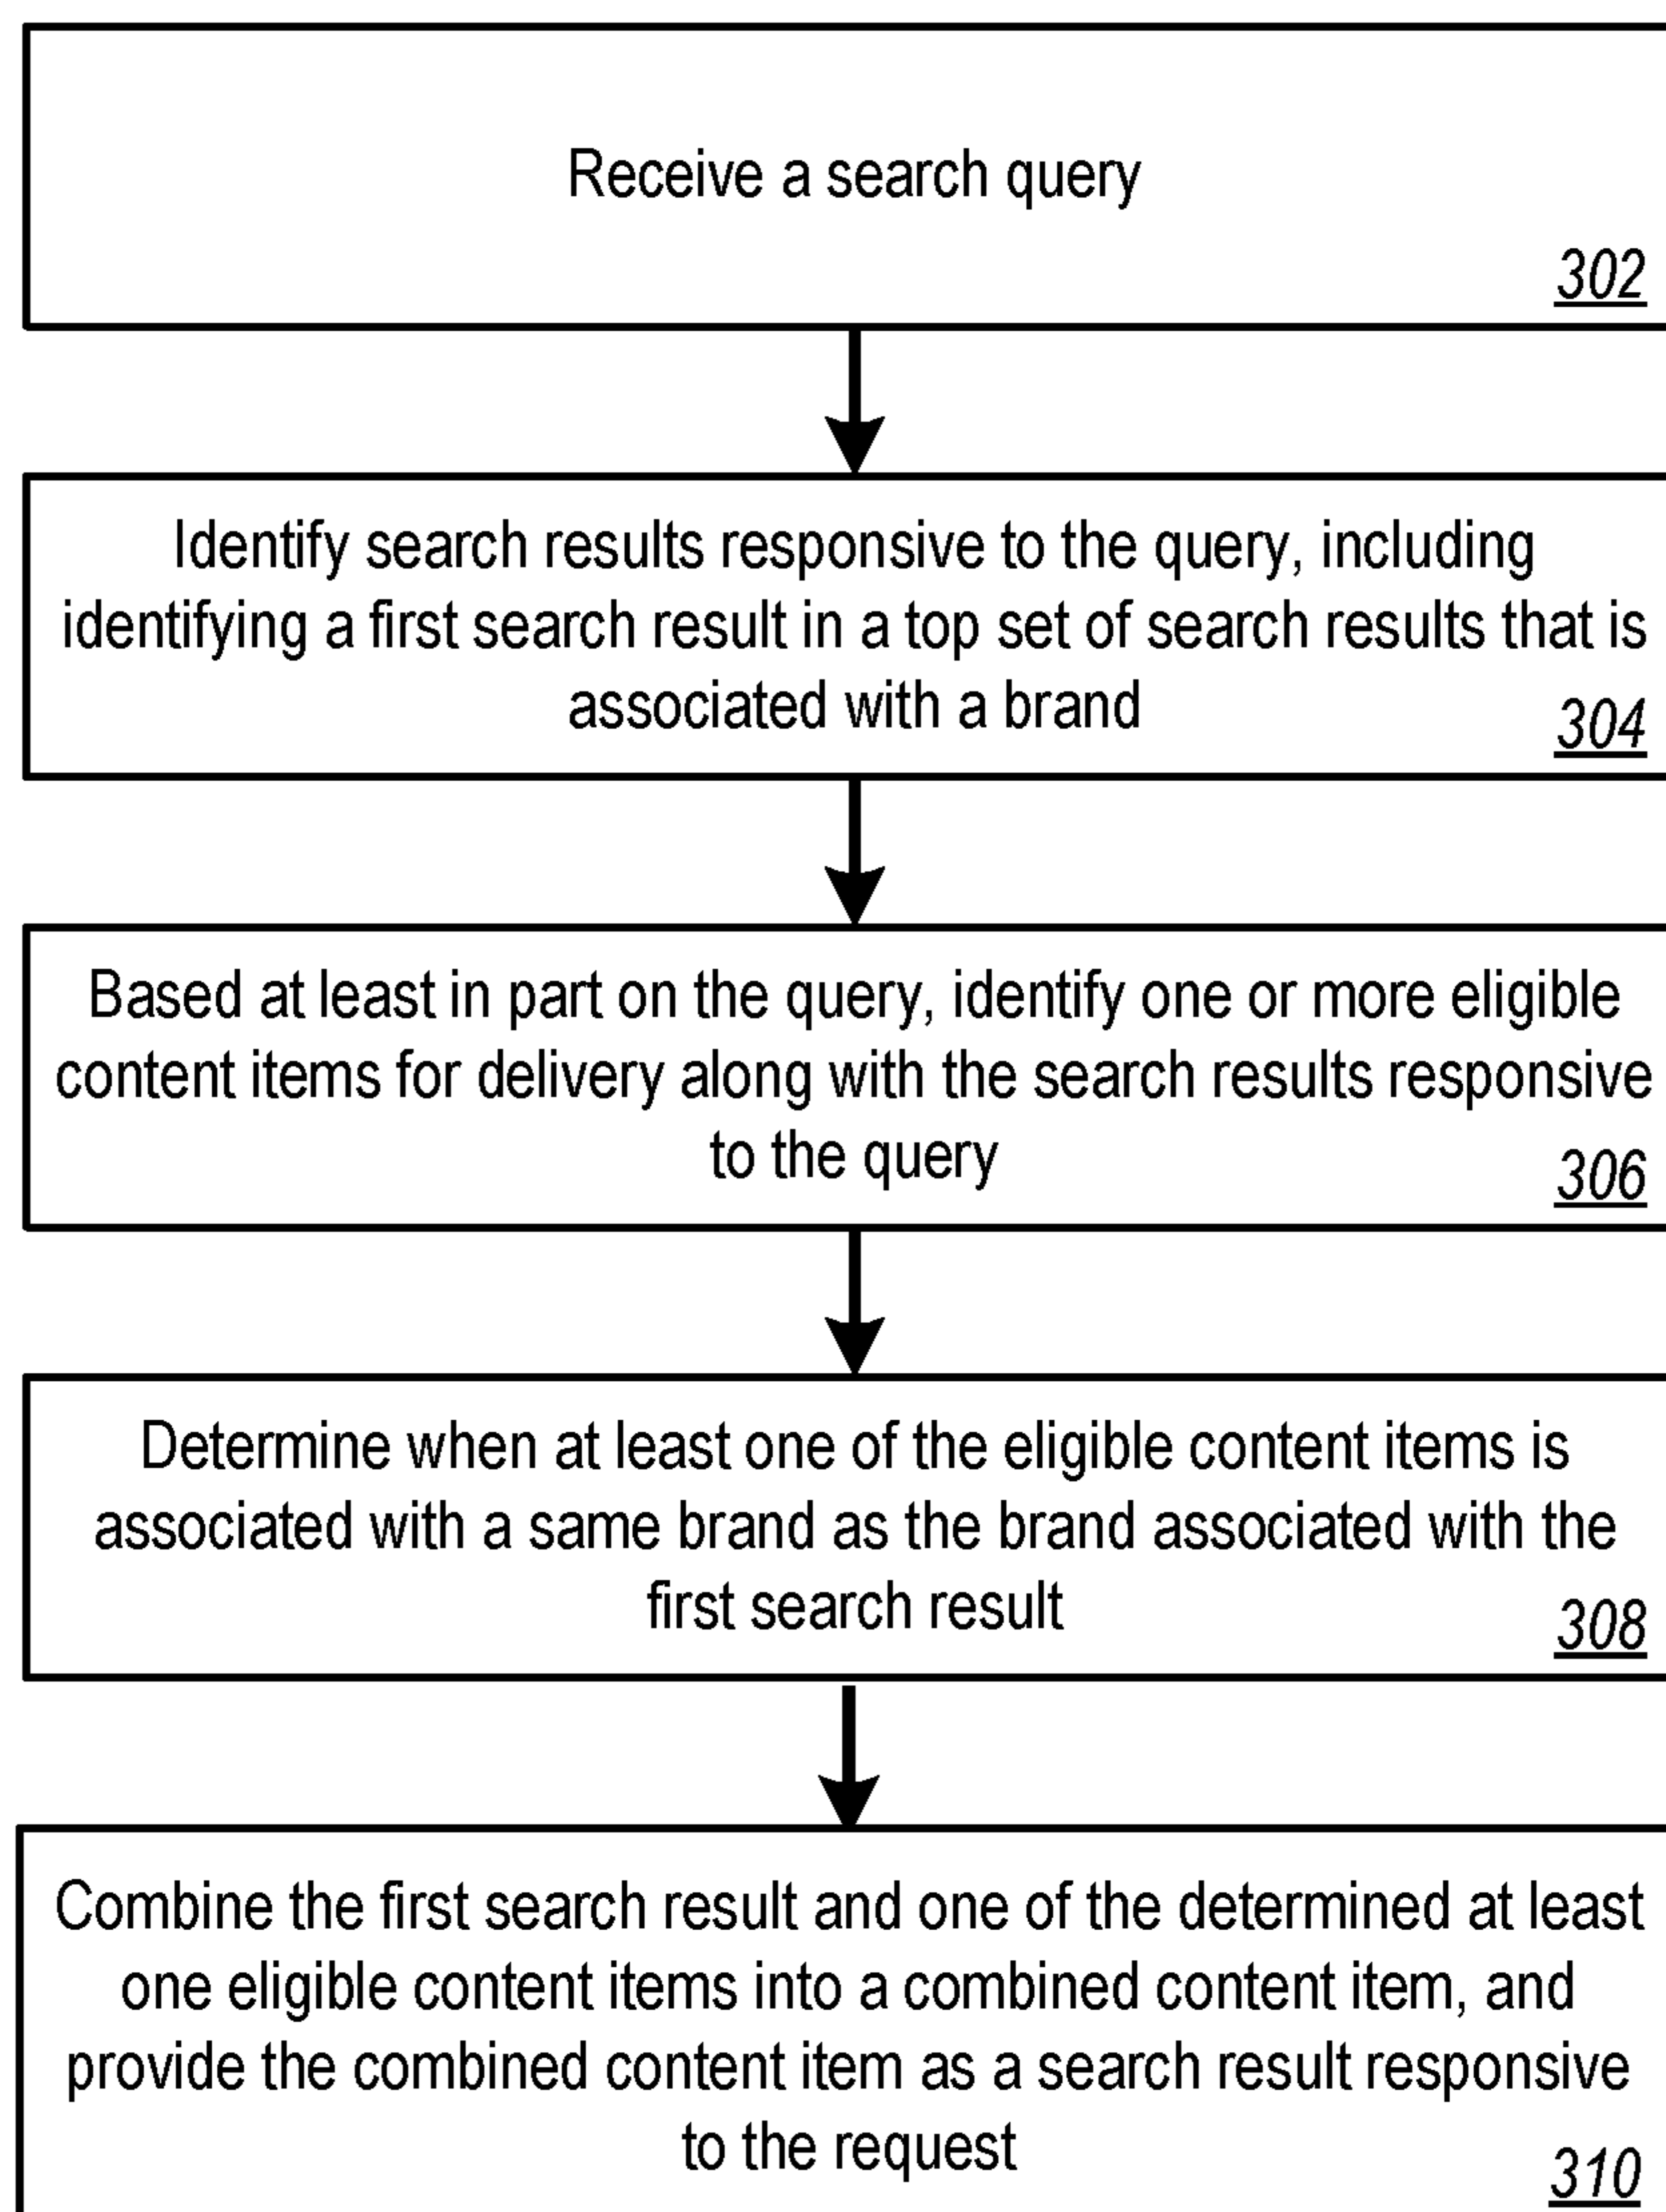 Receive a search query
302
Identify search results responsive to the query, including
identifying a first search result in a top set of search results that is
associated with a brand
304
Based at least in part on the query, identify one or more eligible
content items for delivery along with the search results responsive
to the query
306
Determine when at least one of the eligible content items is
associated with a same brand as the brand associated with the
first search result
308
Combine the first search result and one of the determined at least
one eligible content items into a combined content item, and
provide the combined content item as a search result responsive
to the request
310